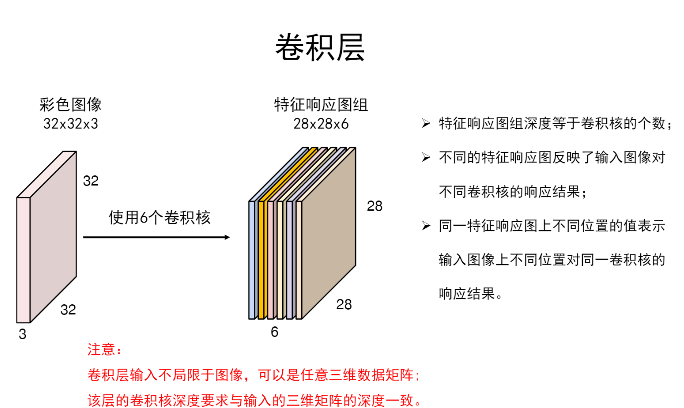 卷积层
彩色图像
32x32x3
特征响应图组
28x28x6
32
使用6个卷积核
28
32
28
3
6
➢ 特征响应图组深度等于卷积核的个数；
➢ 不同的特征响应图反映了输入图像对
不同卷积核的响应结果；
➢ 同一特征响应图上不同位置的值表示
输入图像上不同位置对同一卷积核的
响应结果。
注意：
卷积层输入不局限于图像，可以是任意三维数据矩阵；
该层的卷积核深度要求与输入的三维矩阵的深度一致。